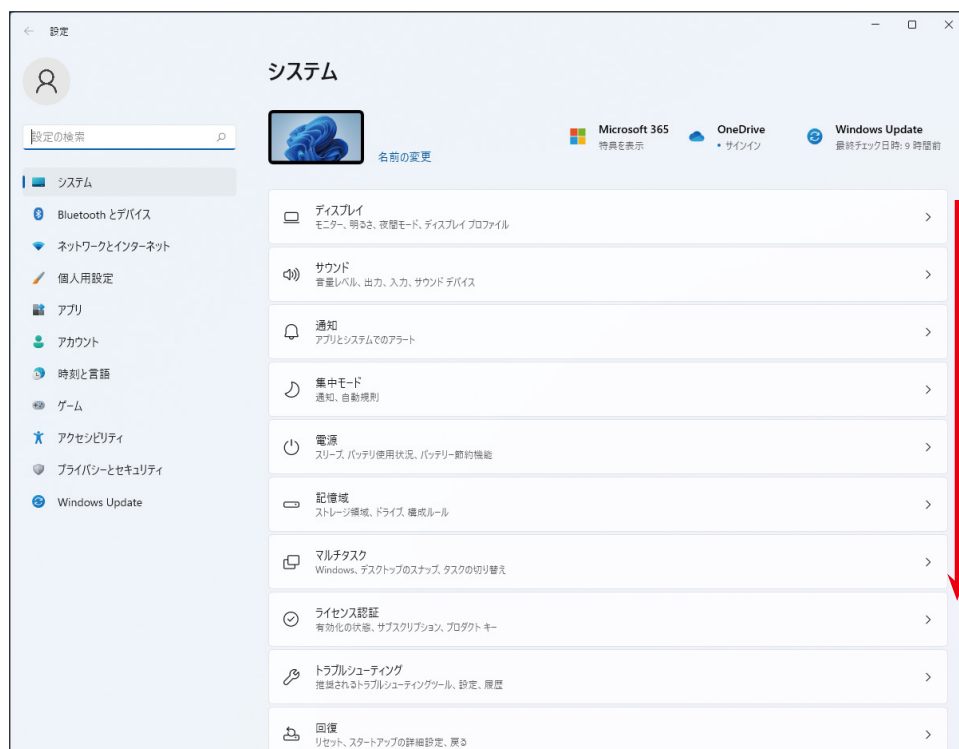 設定
設定の検索
システム
Bluetooth とデバイス
ネットワークとインターネット
個人用設定
アプリ
アカウント
時刻と言語
ゲーム
アクセシビリティ
プライバシーとセキュリティ
Windows Update
システム
名前の変更
Microsoft 365
特典を表示
OneDrive
• サインイン
Windows Update
最終チェック日時: 9 時間前
ディスプレイ
モニター、明るさ、夜間モード、ディスプレイ プロファイル
サウンド
音量レベル、出力、入力、サウンド デバイス
通知
アプリとシステムでのアラート
集中モード
通知、自動規則
電源
スリープ、バッテリ使用状況、バッテリー節約機能
記憶域
ストレージ領域、ドライブ、構成ルール
マルチタスク
Windows、デスクトップのスナップ、タスクの切り替え
ライセンス認証
有効化の状態、サブスクリプション、プロダクト キー
トラブルシューティング
推奨されるトラブルシューティングツール、設定、履歴
回復
リセット、スタートアップの詳細設定、戻る